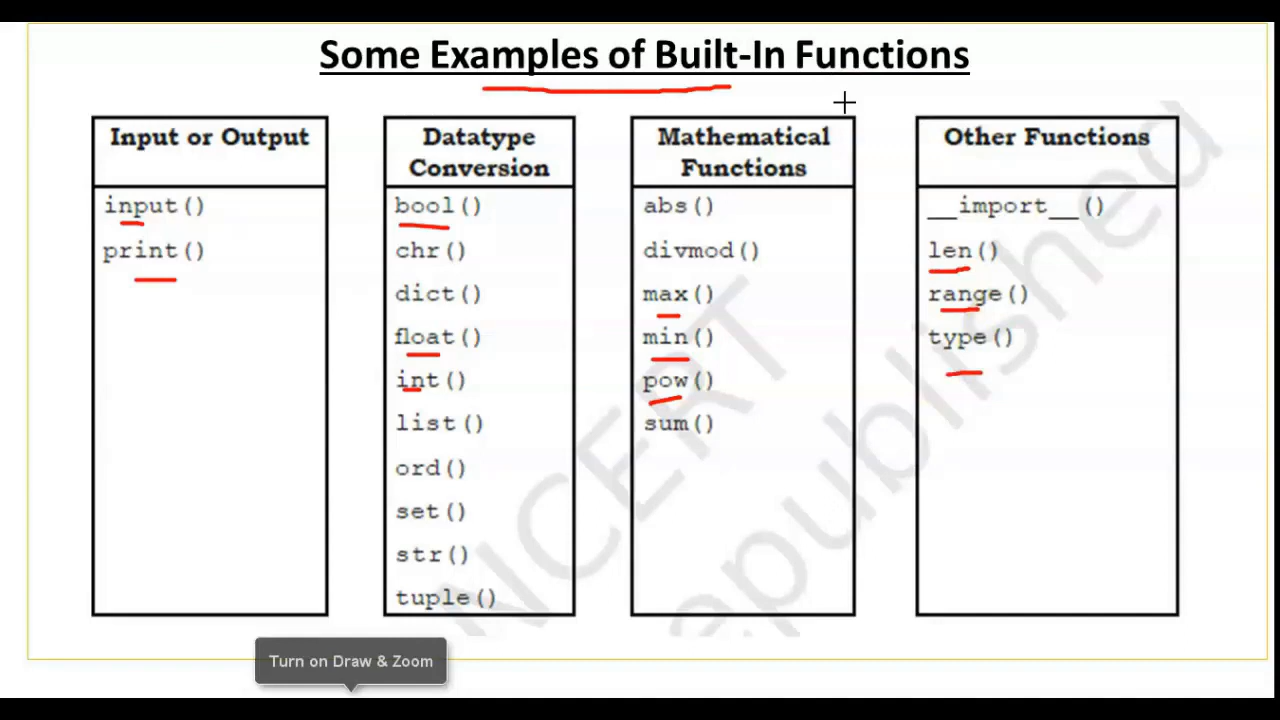 Some Examples of Built-In Functions
Input or Output
input()
print()
Datatype
Conversion
bool()
chr()
dict()
float()
int()
list()
ord()
set()
str()
tuple()
Mathematical
Functions
abs()
divmod()
max()
min()
pow()
sum()
Other Functions
__import__()
len()
range()
type()
NCERT
republished
Turn on Draw & Zoom